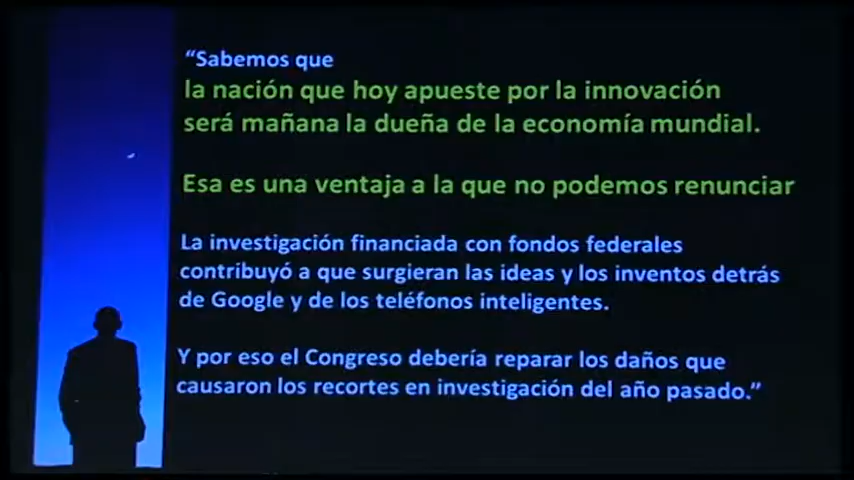 “Sabemos que
la nación que hoy apueste por la innovación
será mañana la dueña de la economía mundial.
Esa es una ventaja a la que no podemos renunciar
La investigación financiada con fondos federales
contribuyó a que surgieran las ideas y los inventos detrás
de Google y de los teléfonos inteligentes.
Y por eso el Congreso debería reparar los daños que
causaron los recortes en investigación del año pasado.”